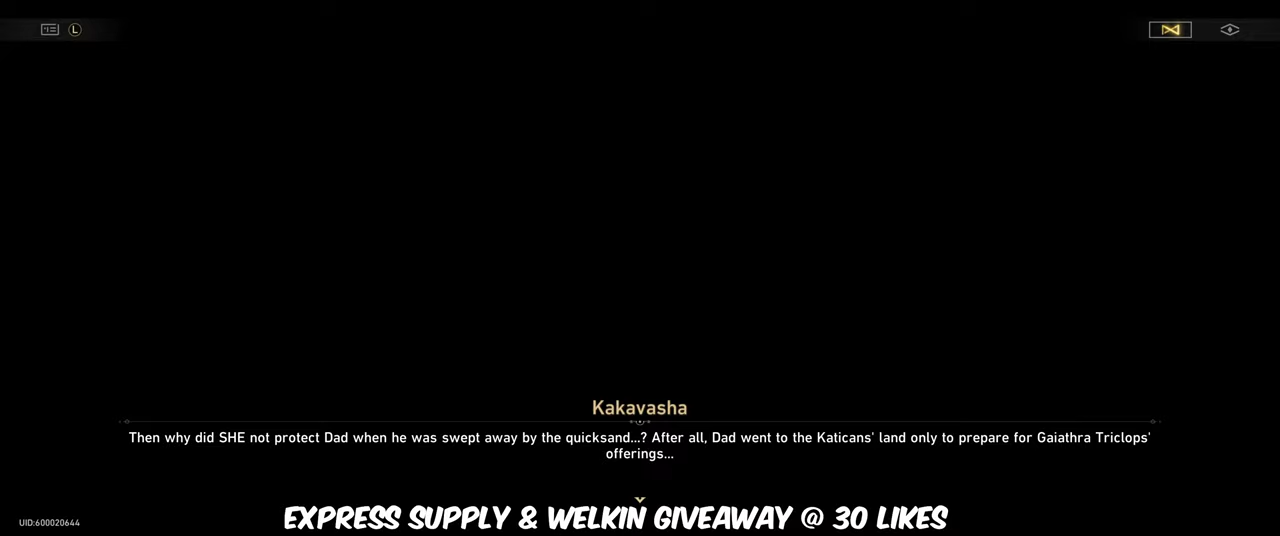 L
Kakavasha
Then why did SHE not protect Dad when he was swept away by the quicksand...? After all, Dad went to the Katicans' land only to prepare for Gaiathra Triclops'
offerings...
UID:600020644
EXPRESS SUPPLY & WELKIN GIVEAWAY @ 30 LIKES